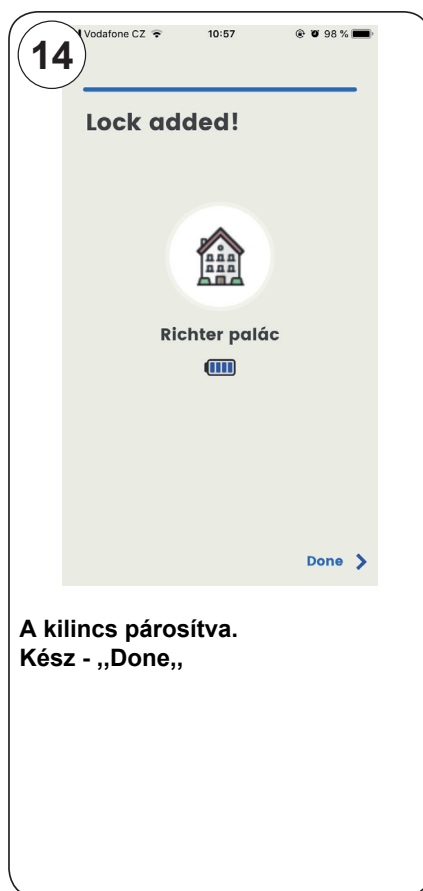 14
Vodafone CZ 10:57 98 %
Lock added!
Richter palác
Done
A kilincs párosítva.
Kész - ,,Done,,